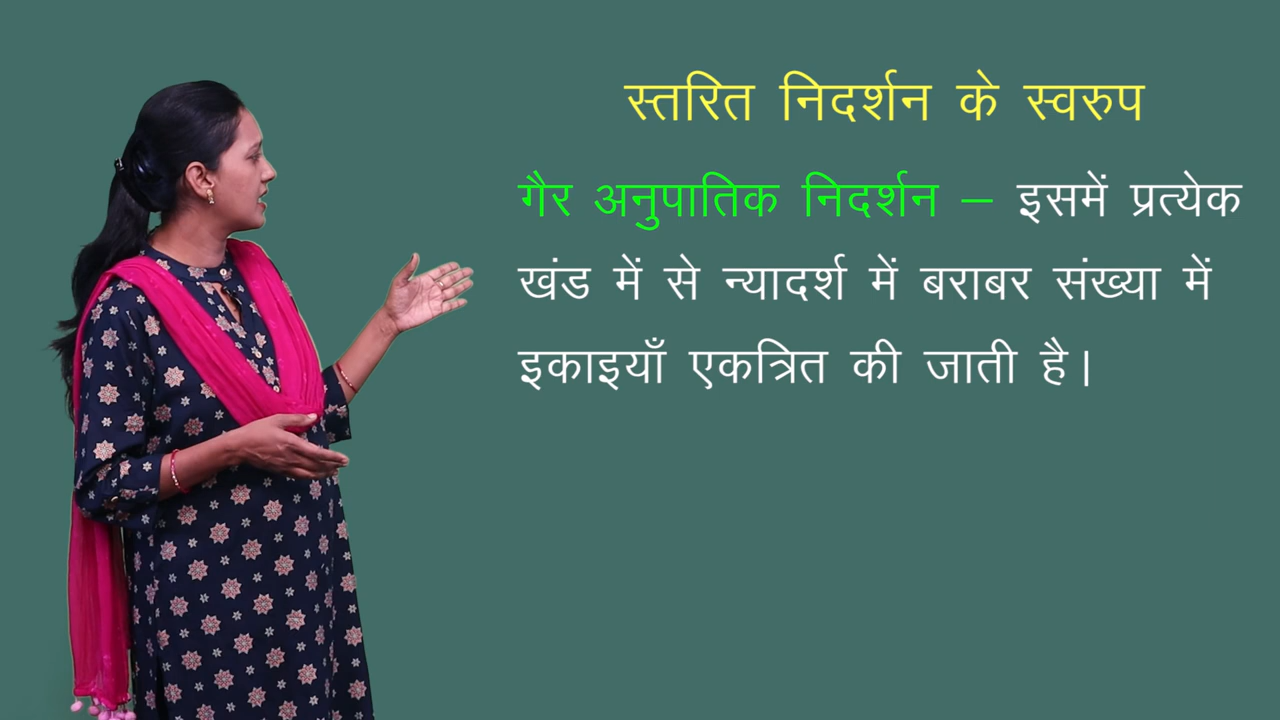 स्तरित निदर्शन के स्वरुप
गैर अनुपातिक निदर्शन – इसमें प्रत्येक
खंड में से न्यादर्श में बराबर संख्या में
इकाइयाँ एकत्रित की जाती है।